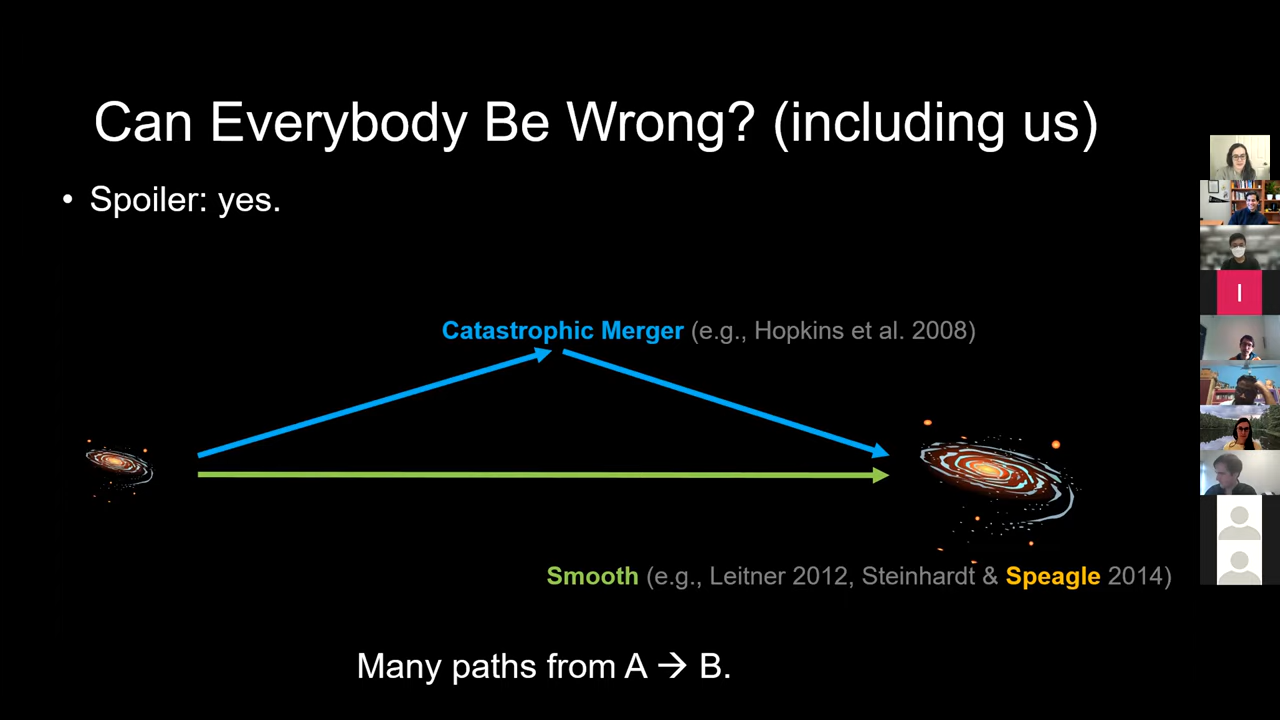 Can Everybody Be Wrong? (including us)
• Spoiler: yes.
Catastrophic Merger (e.g., Hopkins et al. 2008)
Smooth (e.g., Leitner 2012, Steinhardt & Speagle 2014)
Many paths from A → B.
I